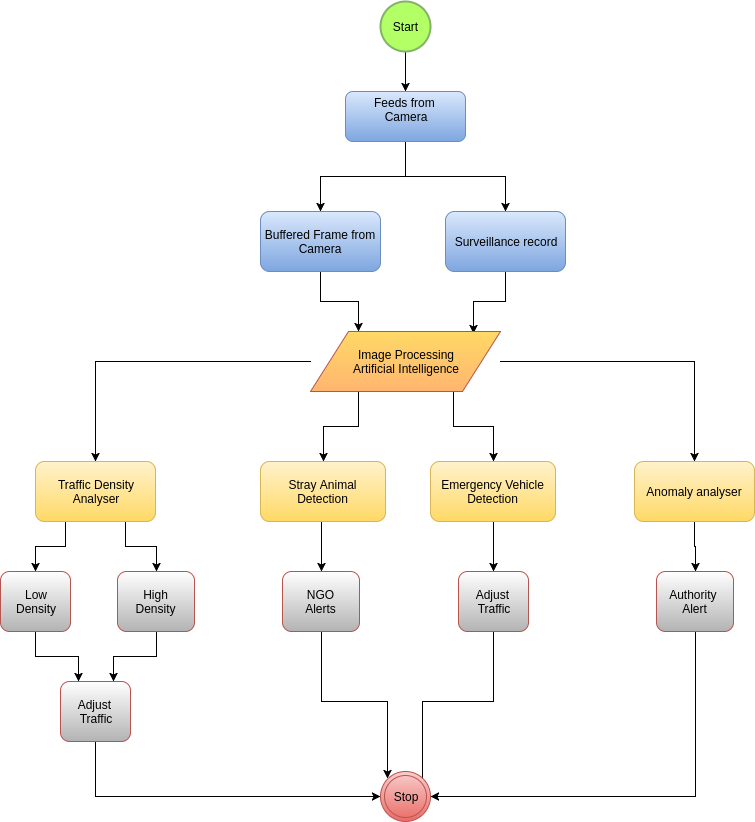 Start
Feeds from
Camera
Buffered Frame from
Camera
Surveillance record
Image Processing
Artificial Intelligence
Traffic Density
Analyser
Stray Animal
Detection
Emergency Vehicle
Detection
Anomaly analyser
Low
Density
High
Density
NGO
Alerts
Adjust
Traffic
Authority
Alert
Adjust
Traffic
Stop